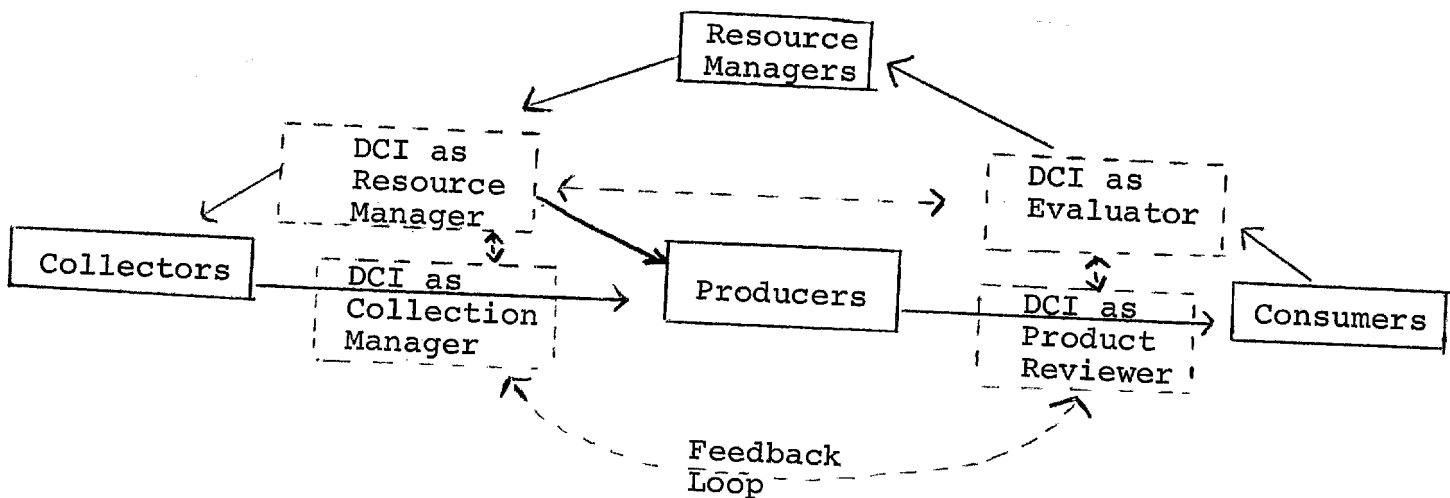 Resource
Managers
DCI as
Resource
Manager
DCI as
Evaluator
Collectors
DCI as
Collection
Manager
Producers
DCI as
Product
Reviewer
Consumers
Feedback
Loop